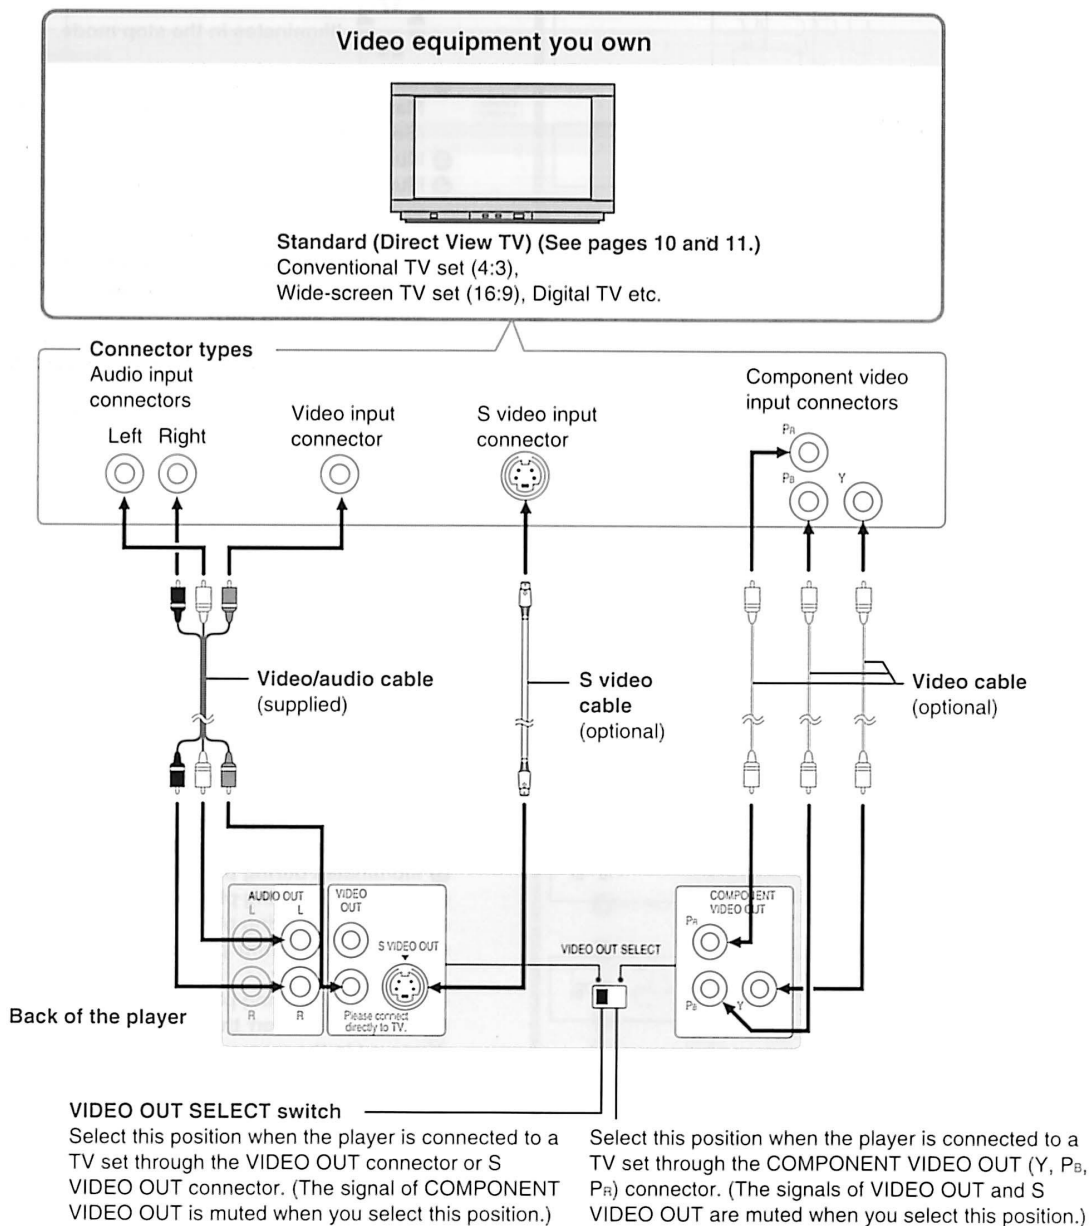 Video equipment you own
Standard (Direct View TV) (See pages 10 and 11.)
Conventional TV set (4:3),
Wide-screen TV set (16:9), Digital TV etc.
Connector types
Audio input
connectors
Left Right
Video input
connector
S video input
connector
Component video
input connectors
PR
PB Y
Video/audio cable
(supplied)
S video
cable
(optional)
Video cable
(optional)
AUDIO OUT
L L
R R
VIDEO
OUT
S VIDEO OUT
Please connect
directly to TV.
VIDEO OUT SELECT
COMPONENT
VIDEO OUT
PR
PB Y
Back of the player
VIDEO OUT SELECT switch
Select this position when the player is connected to a
TV set through the VIDEO OUT connector or S
VIDEO OUT connector. (The signal of COMPONENT
VIDEO OUT is muted when you select this position.)
Select this position when the player is connected to a
TV set through the COMPONENT VIDEO OUT (Y, PB,
PR) connector. (The signals of VIDEO OUT and S
VIDEO OUT are muted when you select this position.)